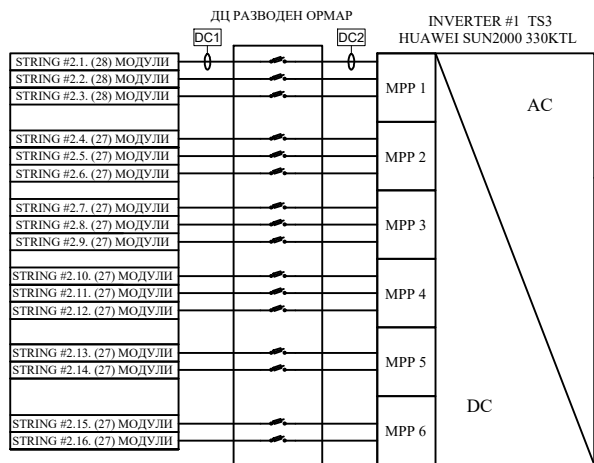 ДЦ РАЗВОДЕН ОРМАР
INVERTER #1 TS3
HUAWEI SUN2000 330KTL
DC1
DC2
STRING #2.1. (28) МОДУЛИ
STRING #2.2. (28) МОДУЛИ
STRING #2.3. (28) МОДУЛИ
MPP 1
AC
STRING #2.4. (27) МОДУЛИ
STRING #2.5. (27) МОДУЛИ
STRING #2.6. (27) МОДУЛИ
MPP 2
STRING #2.7. (27) МОДУЛИ
STRING #2.8. (27) МОДУЛИ
STRING #2.9. (27) МОДУЛИ
MPP 3
STRING #2.10. (27) МОДУЛИ
STRING #2.11. (27) МОДУЛИ
STRING #2.12. (27) МОДУЛИ
MPP 4
STRING #2.13. (27) МОДУЛИ
STRING #2.14. (27) МОДУЛИ
MPP 5
DC
STRING #2.15. (27) МОДУЛИ
STRING #2.16. (27) МОДУЛИ
MPP 6